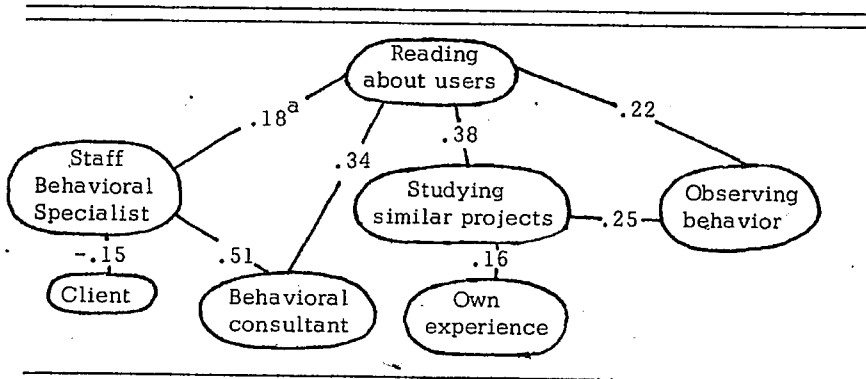 Reading
about users
.18a
.34
.38
.22
Staff
Behavioral
Specialist
Studying
similar projects
.25
Observing
behavior
-.15
.51
.16
Client
Behavioral
consultant
Own
experience